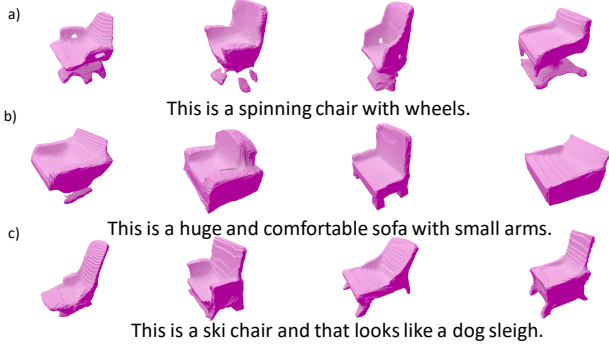 a)
This is a spinning chair with wheels.
b)
This is a huge and comfortable sofa with small arms.
c)
This is a ski chair and that looks like a dog sleigh.